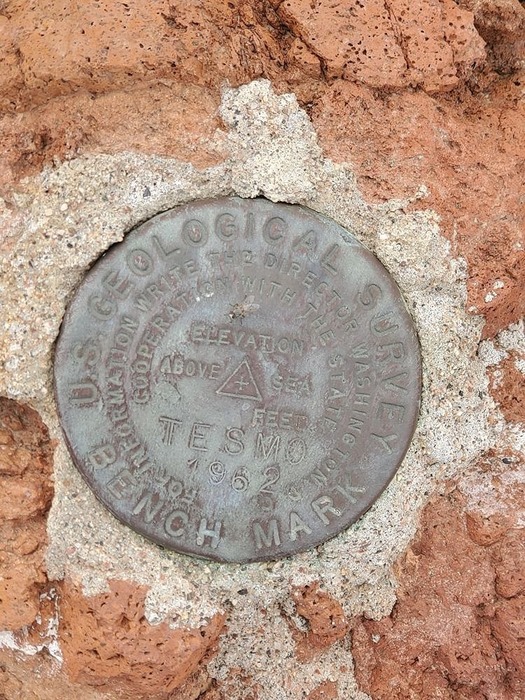 U.S. GEOLOGICAL SURVEY
FOR INFORMATION WRITE THE DIRECTOR WASHINGTON D.C.
COOPERATION WITH THE STATE
ELEVATION
ABOVE SEA
FEET
TESMO
1962
BENCH MARK